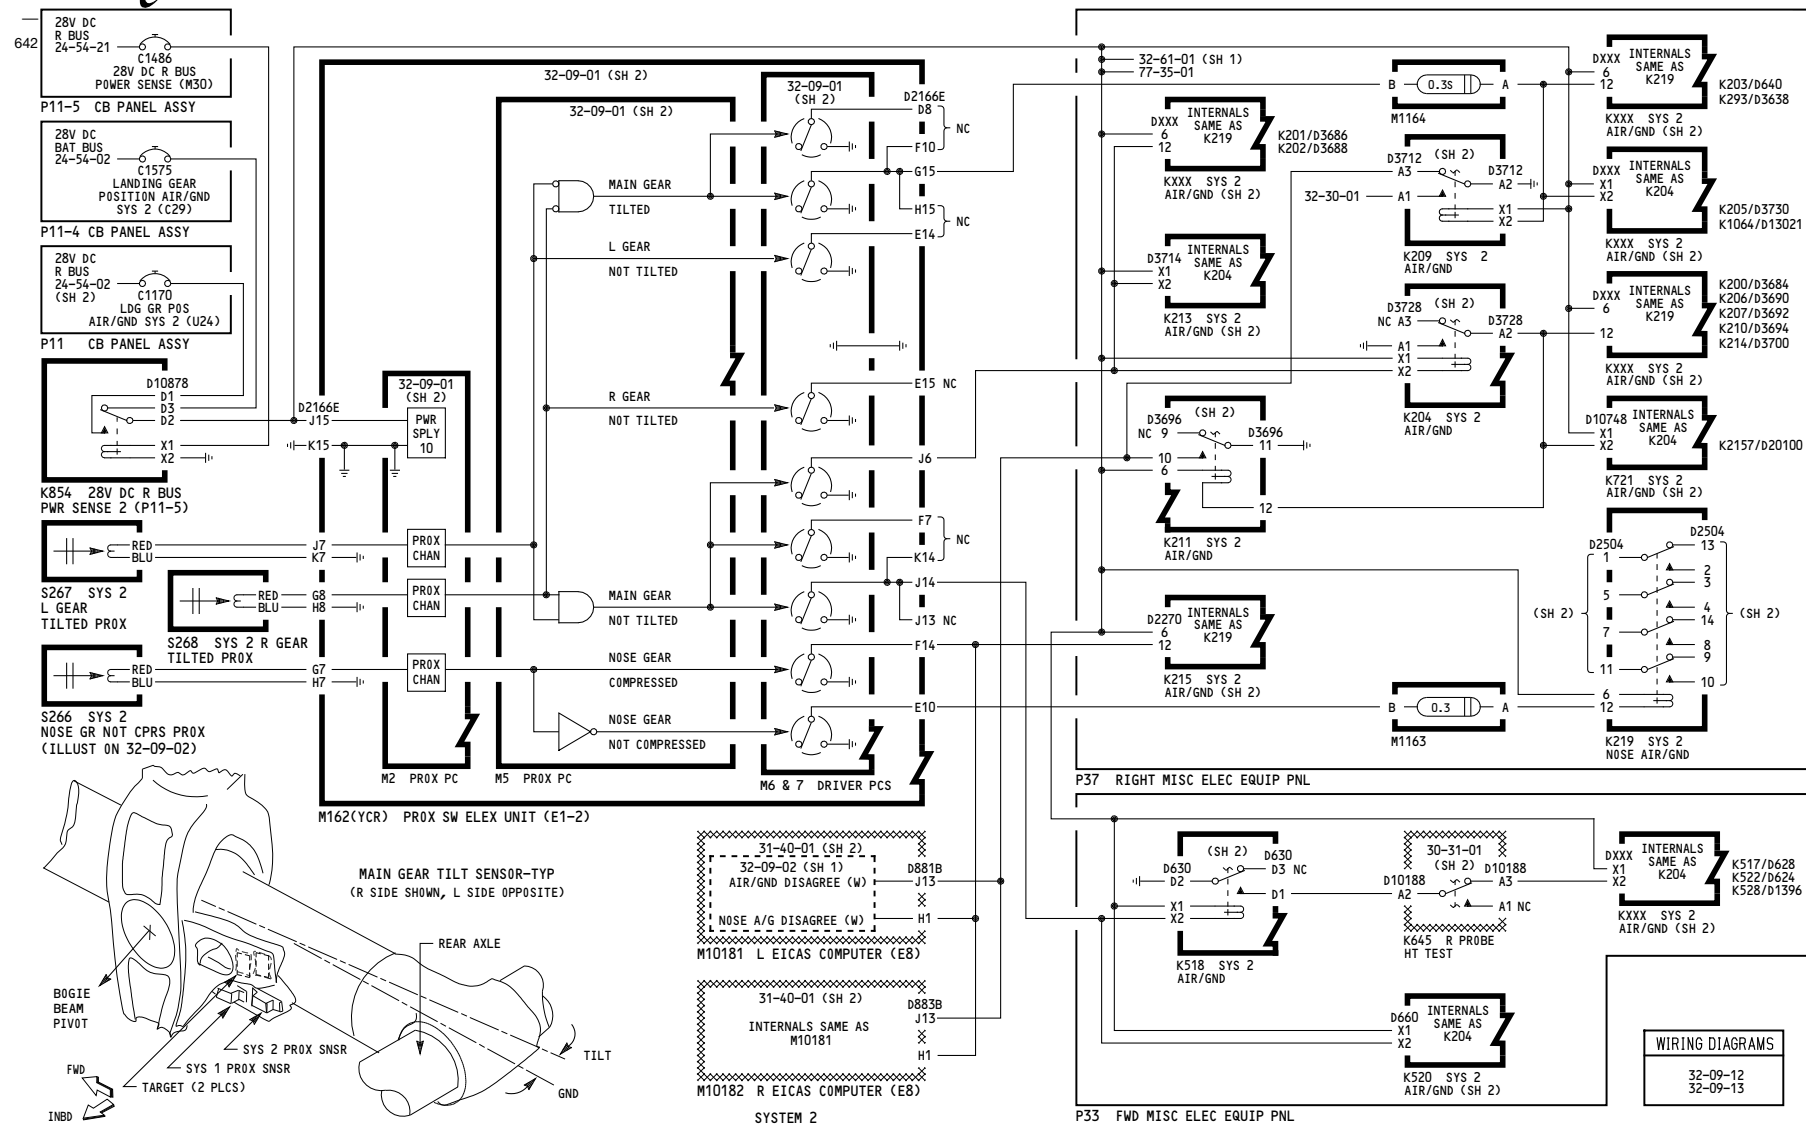 642
28V DC
R BUS
24-54-21
C1486
28V DC R BUS
POWER SENSE (M30)
P11-5 CB PANEL ASSY
28V DC
BAT BUS
24-54-02
C1575
LANDING GEAR
POSITION AIR/GND
SYS 2 (C29)
P11-4 CB PANEL ASSY
28V DC
R BUS
24-54-02
(SH 2)
C1170
LDG GR POS
AIR/GND SYS 2 (U24)
P11 CB PANEL ASSY
D10878
D1
D3
D2
X1
X2
K854 28V DC R BUS
PWR SENSE 2 (P11-5)
RED
BLU
S267 SYS 2
L GEAR
TILTED PROX
RED
BLU
S268 SYS 2 R GEAR
TILTED PROX
RED
BLU
S266 SYS 2
NOSE GR NOT CPRS PROX
(ILLUST ON 32-09-02)
32-09-01 (SH 2)
D2166E
J15
K15
J7
K7
G8
H8
G7
H7
32-09-01
(SH 2)
PWR
SPLY
10
PROX
CHAN
PROX
CHAN
PROX
CHAN
M2 PROX PC
32-09-01 (SH 2)
MAIN GEAR
TILTED
L GEAR
NOT TILTED
R GEAR
NOT TILTED
MAIN GEAR
NOT TILTED
NOSE GEAR
COMPRESSED
NOSE GEAR
NOT COMPRESSED
M5 PROX PC
32-09-01
(SH 2)
M6 & 7 DRIVER PCS
D2166E
D8
NC
F10
G15
H15
NC
E14
E15 NC
J6
F7
NC
K14
J14
J13 NC
F14
E10
M162(YCR) PROX SW ELEX UNIT (E1-2)
32-61-01 (SH 1)
77-35-01
DXXX
6
12
INTERNALS
SAME AS
K219
K201/D3686
K202/D3688
KXXX SYS 2
AIR/GND (SH 2)
D3714
X1
X2
INTERNALS
SAME AS
K204
K213 SYS 2
AIR/GND (SH 2)
(SH 2)
D3696
NC 9
10
6
D3696
11
12
K211 SYS 2
AIR/GND
D2270
6
12
INTERNALS
SAME AS
K219
K215 SYS 2
AIR/GND (SH 2)
B
0.3S
A
M1164
D3712
A3
(SH 2)
D3712
A2
32-30-01
A1
X1
X2
K209 SYS 2
AIR/GND
D3728
NC A3
(SH 2)
D3728
A2
A1
X1
X2
K204 SYS 2
AIR/GND
B
0.3
A
M1163
DXXX
6
12
INTERNALS
SAME AS
K219
K203/D640
K293/D3638
KXXX SYS 2
AIR/GND (SH 2)
DXXX
X1
X2
INTERNALS
SAME AS
K204
K205/D3730
K1064/D13021
KXXX SYS 2
AIR/GND (SH 2)
DXXX
6
12
INTERNALS
SAME AS
K219
K200/D3684
K206/D3690
K207/D3692
K210/D3694
K214/D3700
KXXX SYS 2
AIR/GND (SH 2)
D10748
X1
X2
INTERNALS
SAME AS
K204
K2157/D20100
K721 SYS 2
AIR/GND (SH 2)
D2504
1
5
7
11
6
12
(SH 2)
D2504
13
2
3
4
14
8
9
10
(SH 2)
K219 SYS 2
NOSE AIR/GND
P37 RIGHT MISC ELEC EQUIP PNL
MAIN GEAR TILT SENSOR-TYP
(R SIDE SHOWN, L SIDE OPPOSITE)
REAR AXLE
BOGIE
BEAM
PIVOT
SYS 2 PROX SNSR
SYS 1 PROX SNSR
TARGET (2 PLCS)
FWD
INBD
TILT
GND
31-40-01 (SH 2)
32-09-02 (SH 1)
AIR/GND DISAGREE (W)
NOSE A/G DISAGREE (W)
D881B
J13
H1
M10181 L EICAS COMPUTER (E8)
31-40-01 (SH 2)
INTERNALS SAME AS
M10181
D883B
J13
H1
M10182 R EICAS COMPUTER (E8)
SYSTEM 2
(SH 2)
D630
D2
X1
X2
D630
D3 NC
D1
K518 SYS 2
AIR/GND
30-31-01
(SH 2)
D10188
A2
D10188
A3
A1 NC
K645 R PROBE
HT TEST
DXXX
X1
X2
INTERNALS
SAME AS
K204
K517/D628
K522/D624
K528/D1396
KXXX SYS 2
AIR/GND (SH 2)
D660
X1
X2
INTERNALS
SAME AS
K204
K520 SYS 2
AIR/GND (SH 2)
P33 FWD MISC ELEC EQUIP PNL
WIRING DIAGRAMS
32-09-12
32-09-13